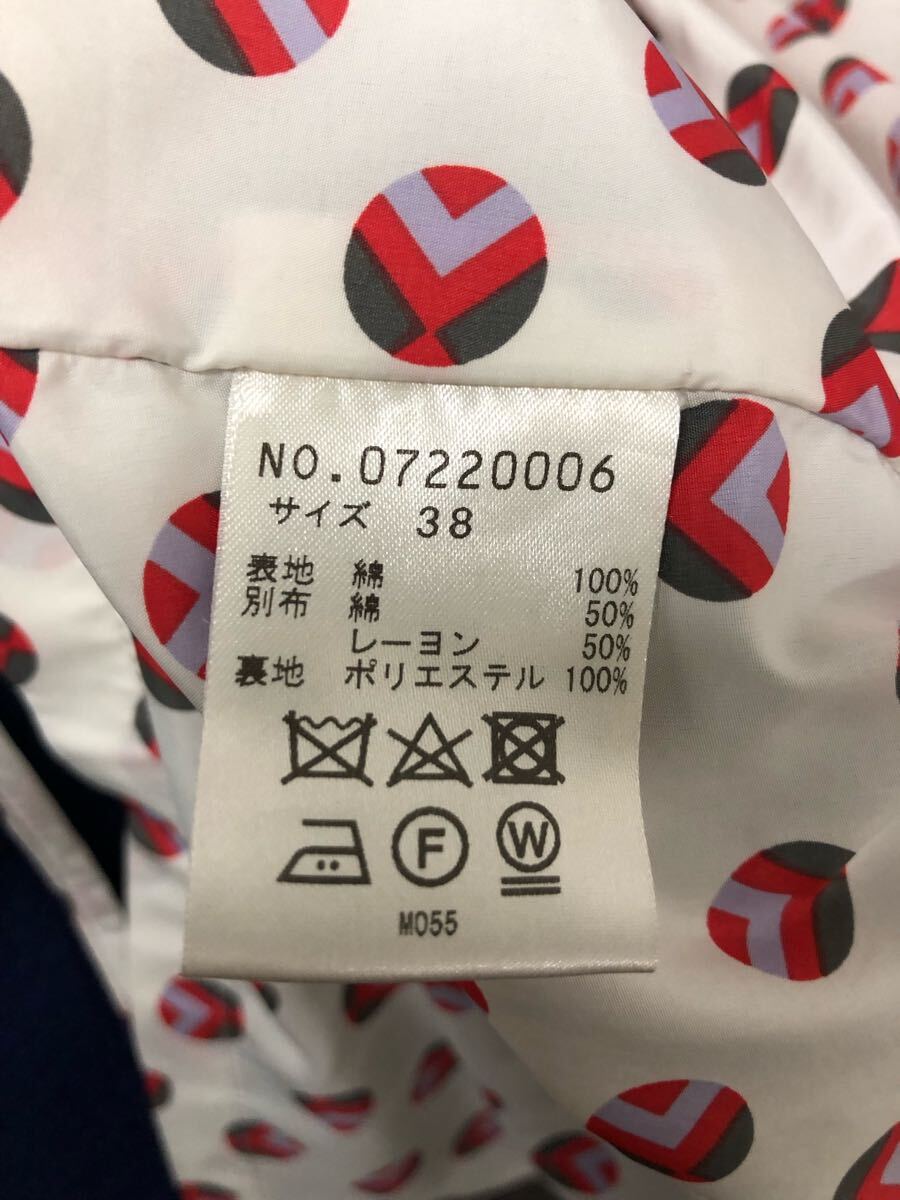 NO.07220006
サイズ 38
表地 綿 100%
別布 綿 50%
レーヨン 50%
裏地 ポリエステル 100%
F W
M055